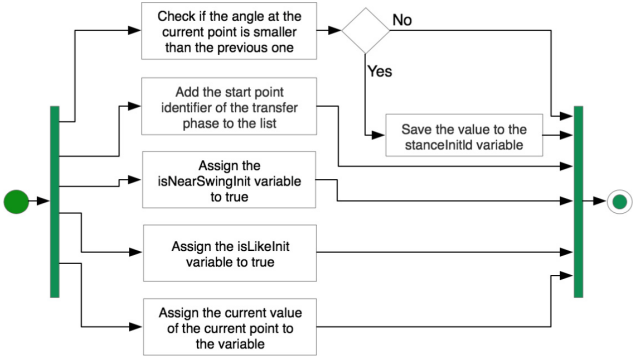 Check if the angle at the
current point is smaller
than the previous one
No
Yes
Add the start point
identifier of the transfer
phase to the list
Save the value to the
stanceInitId variable
Assign the
isNearSwingInit variable
to true
Assign the isLikeInit
variable to true
Assign the current value
of the current point to
the variable